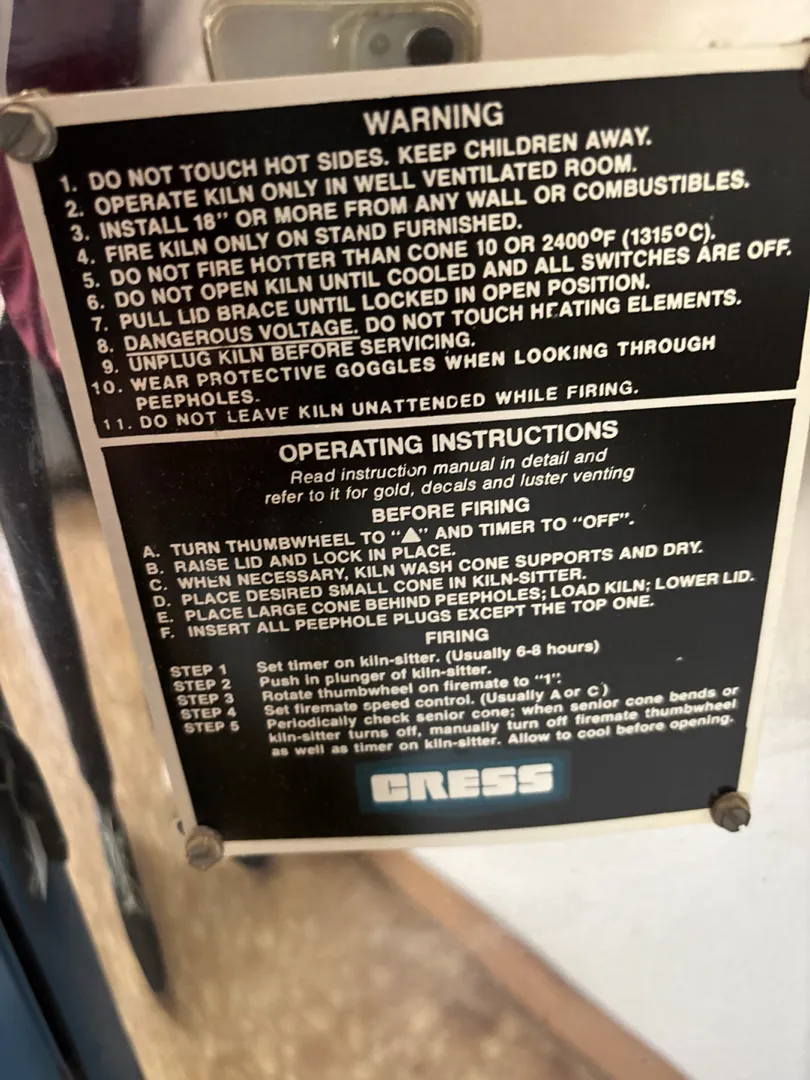 WARNING
1. DO NOT TOUCH HOT SIDES. KEEP CHILDREN AWAY.
2. OPERATE KILN ONLY IN WELL VENTILATED ROOM.
3. INSTALL 18" OR MORE FROM ANY WALL OR COMBUSTIBLES.
4. FIRE KILN ONLY ON STAND FURNISHED.
5. DO NOT FIRE HOTTER THAN CONE 10 OR 2400°F (1315°C).
6. DO NOT OPEN KILN UNTIL COOLED AND ALL SWITCHES ARE OFF.
7. PULL LID BRACE UNTIL LOCKED IN OPEN POSITION.
8. DANGEROUS VOLTAGE. DO NOT TOUCH HEATING ELEMENTS.
9. UNPLUG KILN BEFORE SERVICING.
10. WEAR PROTECTIVE GOGGLES WHEN LOOKING THROUGH
PEEPHOLES.
11. DO NOT LEAVE KILN UNATTENDED WHILE FIRING.
OPERATING INSTRUCTIONS
Read instruction manual in detail and
refer to it for gold, decals and luster venting
BEFORE FIRING
A. TURN THUMBWHEEL TO "▲" AND TIMER TO "OFF".
B. RAISE LID AND LOCK IN PLACE.
C. WHEN NECESSARY, KILN WASH CONE SUPPORTS AND DRY.
D. PLACE DESIRED SMALL CONE IN KILN-SITTER.
E. PLACE LARGE CONE BEHIND PEEPHOLES; LOAD KILN; LOWER LID.
F. INSERT ALL PEEPHOLE PLUGS EXCEPT THE TOP ONE.
FIRING
STEP 1 Set timer on kiln-sitter. (Usually 6-8 hours)
STEP 2 Push in plunger of kiln-sitter.
STEP 3 Rotate thumbwheel on firemate to "1".
STEP 4 Set firemate speed control. (Usually A or C)
STEP 5 Periodically check senior cone; when senior cone bends or
kiln-sitter turns off, manually turn off firemate thumbwheel
as well as timer on kiln-sitter. Allow to cool before opening.
CRESS